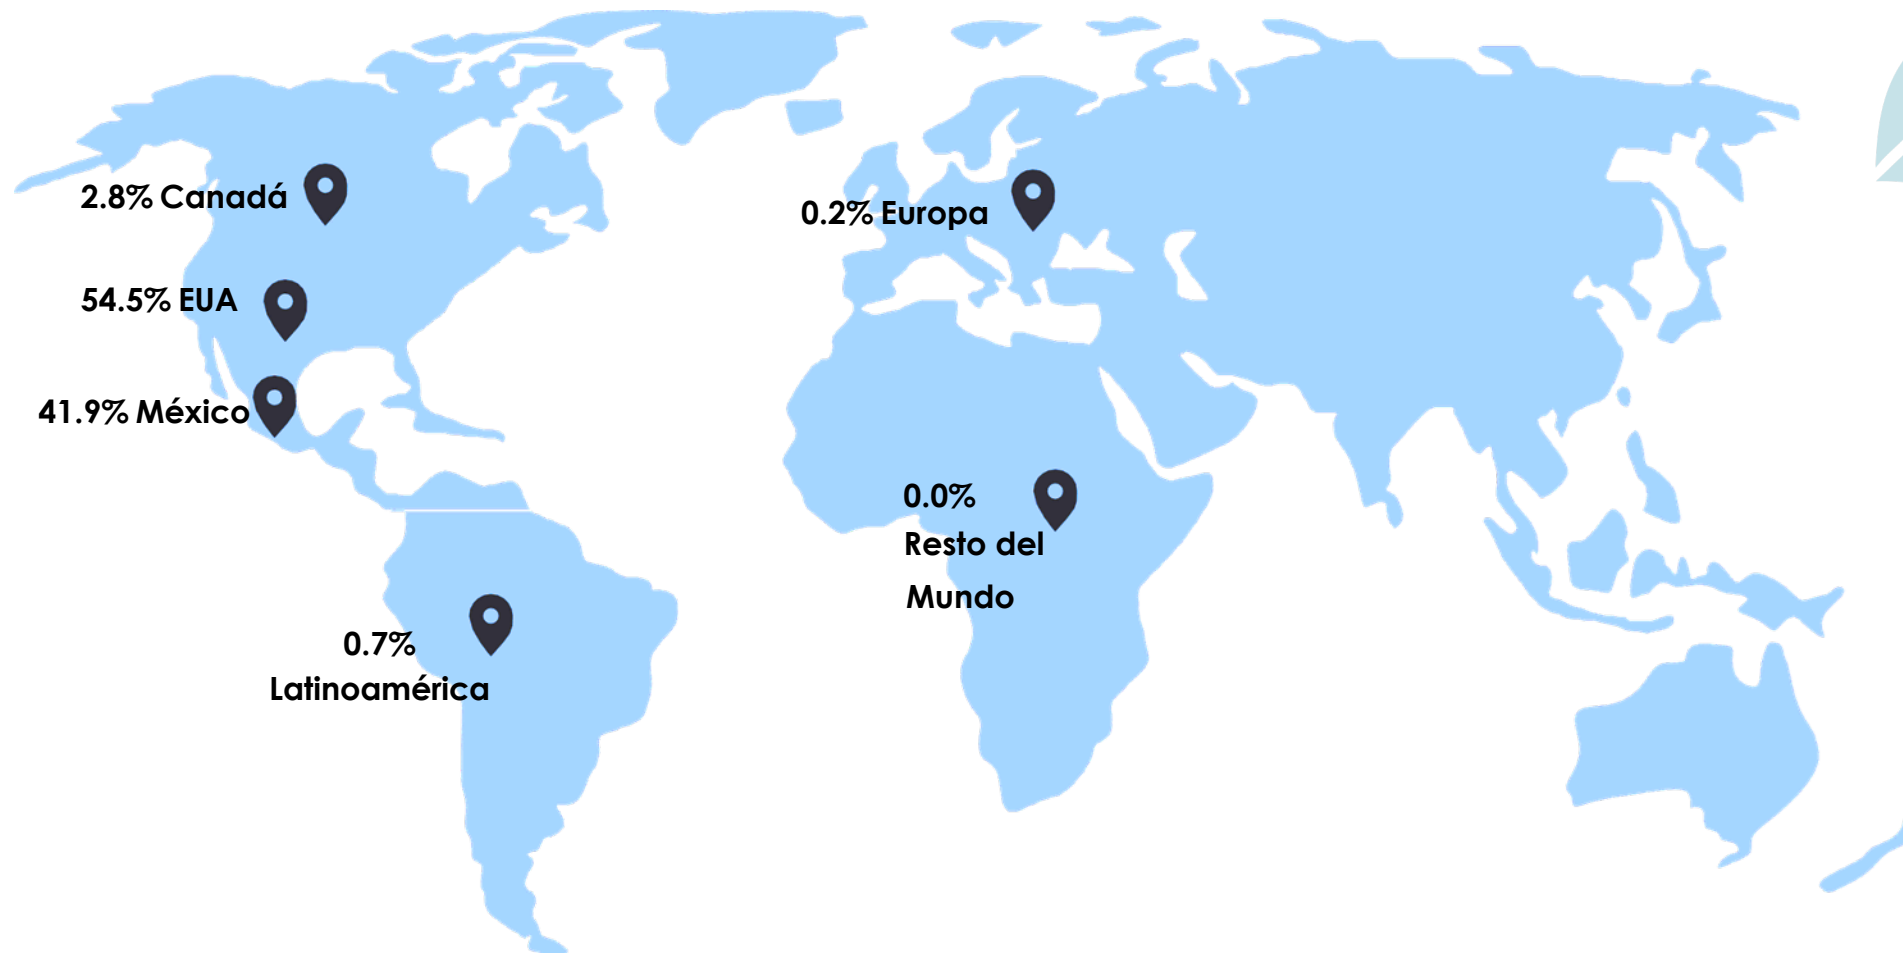 2.8% Canadá
0.2% Europa
54.5% EUA
41.9% México
0.0%
Resto del
Mundo
0.7%
Latinoamérica